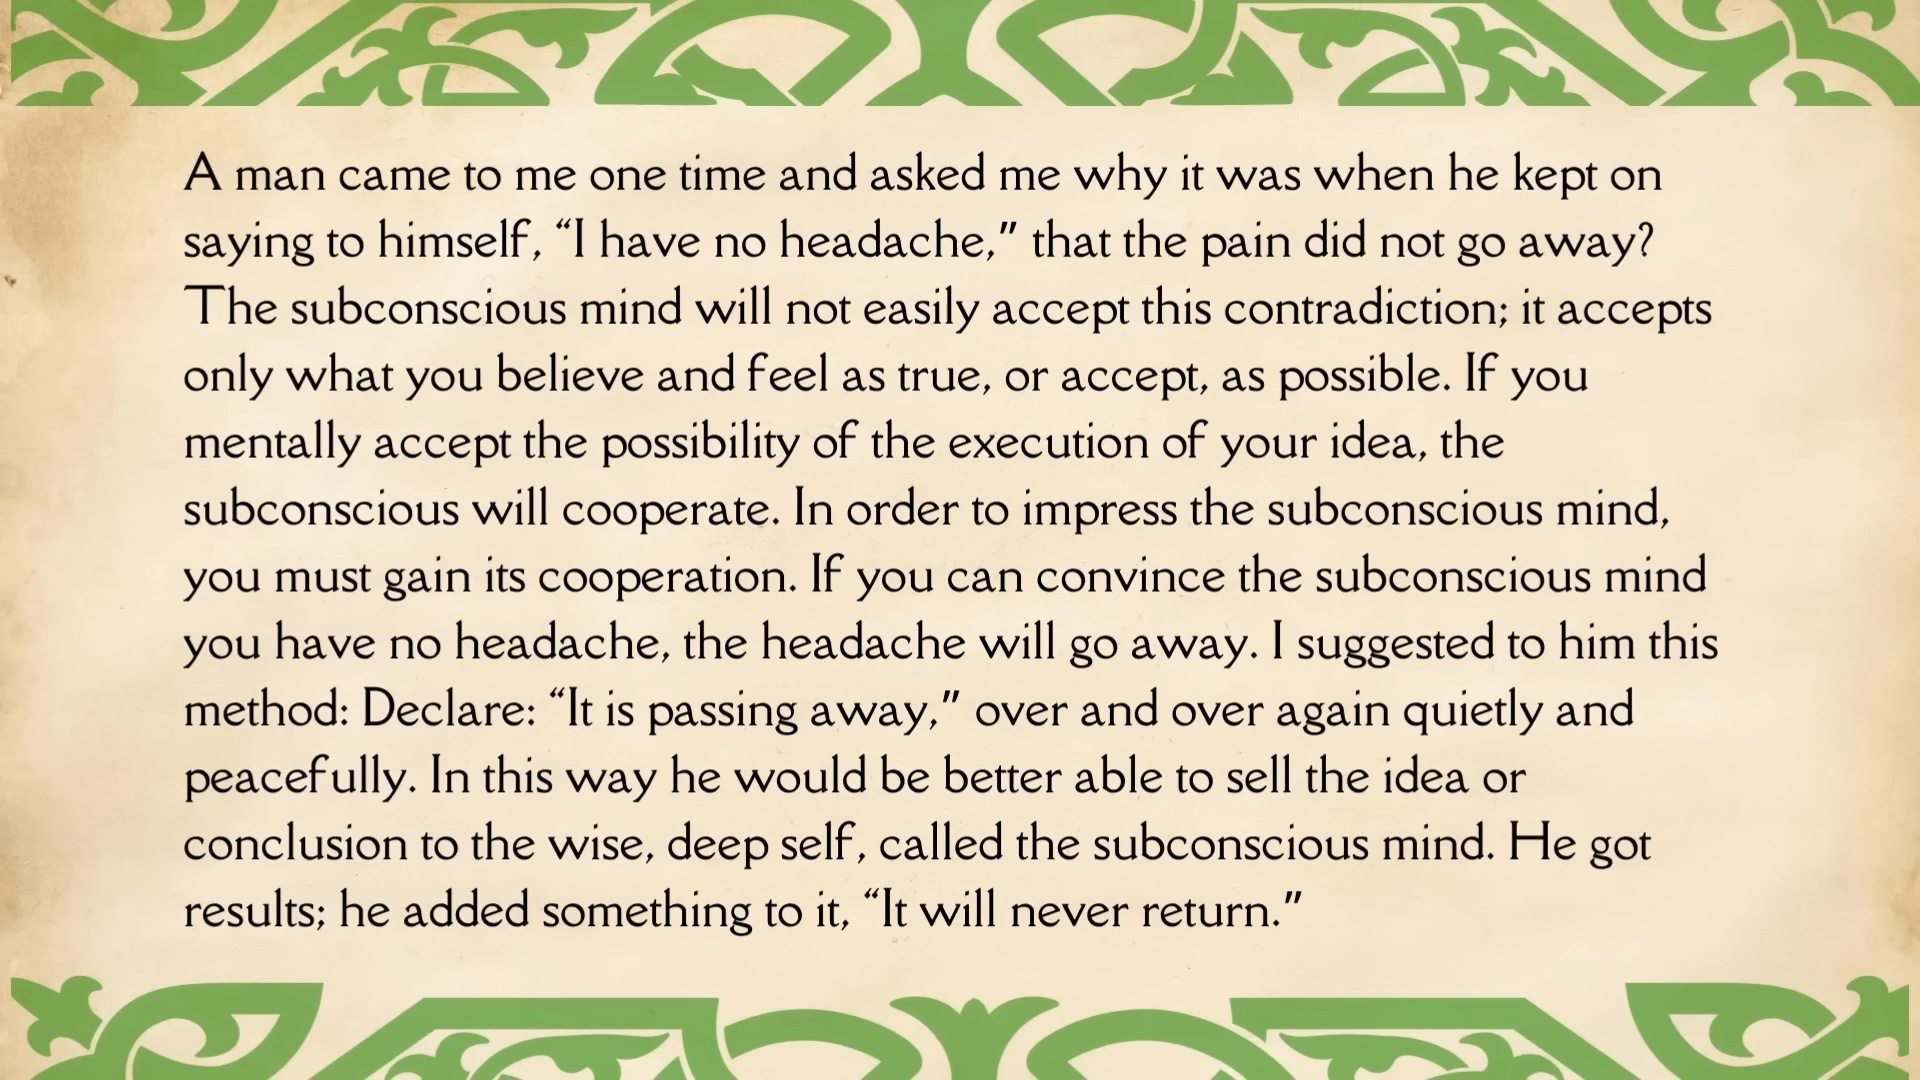 A man came to me one time and asked me why it was when he kept on
saying to himself, “I have no headache,” that the pain did not go away?
The subconscious mind will not easily accept this contradiction; it accepts
only what you believe and feel as true, or accept, as possible. If you
mentally accept the possibility of the execution of your idea, the
subconscious will cooperate. In order to impress the subconscious mind,
you must gain its cooperation. If you can convince the subconscious mind
you have no headache, the headache will go away. I suggested to him this
method: Declare: “It is passing away,” over and over again quietly and
peacefully. In this way he would be better able to sell the idea or
conclusion to the wise, deep self, called the subconscious mind. He got
results; he added something to it, “It will never return.”